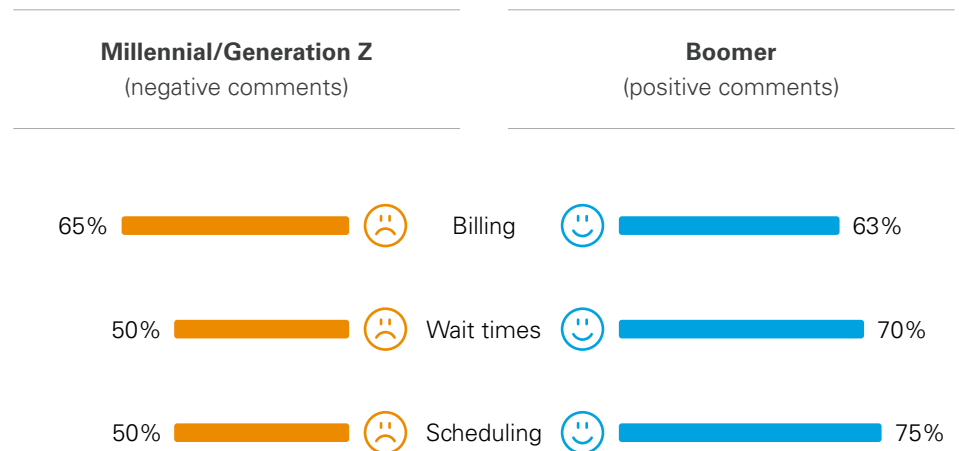 Millennial/Generation Z
(negative comments)
Boomer
(positive comments)
65% Billing 63%
50% Wait times 70%
50% Scheduling 75%